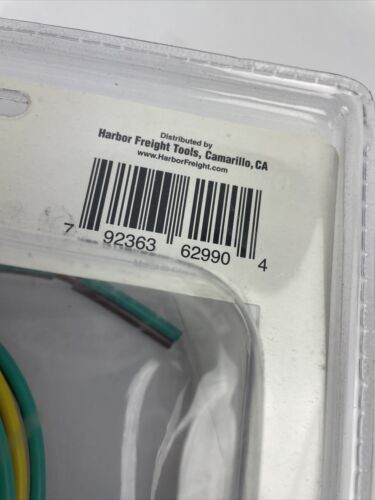 Distributed by
Harbor Freight Tools, Camarillo, CA
www.HarborFreight.com
7 92363 62990 4